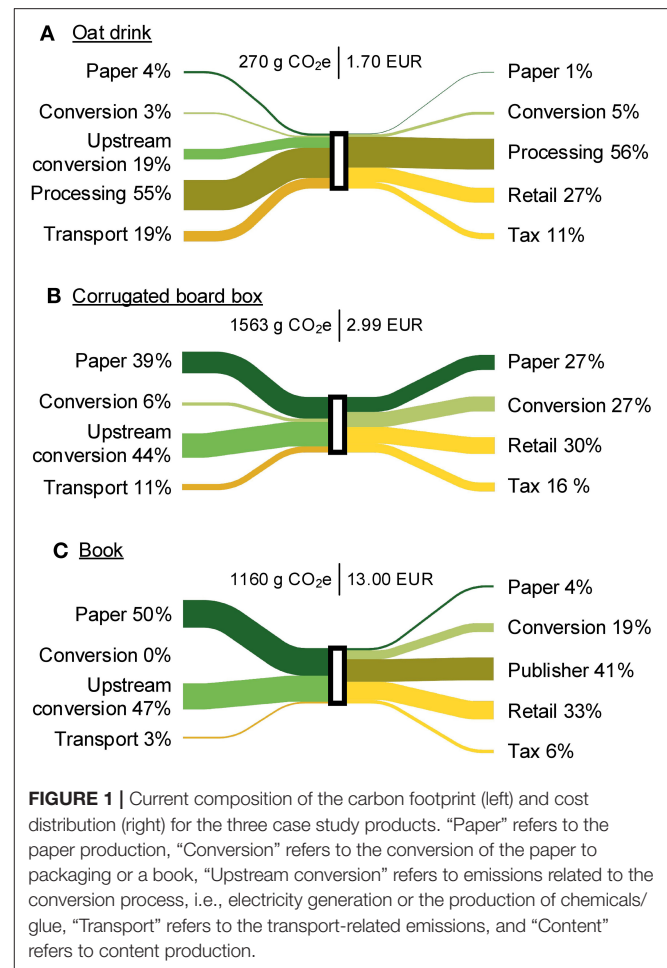 A Oat drink
270 g CO₂e | 1.70 EUR
Paper 4%
Conversion 3%
Upstream
conversion 19%
Processing 55%
Transport 19%
Paper 1%
Conversion 5%
Processing 56%
Retail 27%
Tax 11%
B Corrugated board box
1563 g CO₂e | 2.99 EUR
Paper 39%
Conversion 6%
Upstream
conversion 44%
Transport 11%
Paper 27%
Conversion 27%
Retail 30%
Tax 16 %
C Book
1160 g CO₂e | 13.00 EUR
Paper 50%
Conversion 0%
Upstream
conversion 47%
Transport 3%
Paper 4%
Conversion 19%
Publisher 41%
Retail 33%
Tax 6%
FIGURE 1 | Current composition of the carbon footprint (left) and cost
distribution (right) for the three case study products. “Paper” refers to the
paper production, “Conversion” refers to the conversion of the paper to
packaging or a book, “Upstream conversion” refers to emissions related to the
conversion process, i.e., electricity generation or the production of chemicals/
glue, “Transport” refers to the transport-related emissions, and “Content”
refers to content production.